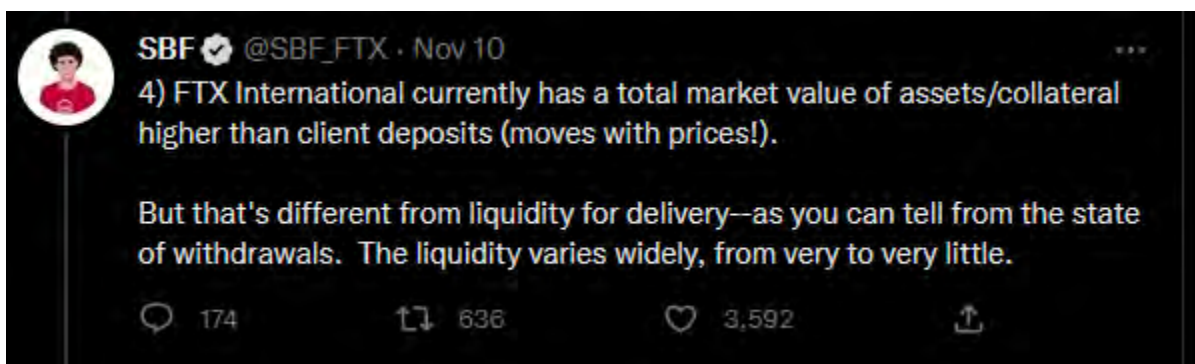 SBF @SBF_FTX · Nov 10
4) FTX International currently has a total market value of assets/collateral
higher than client deposits (moves with prices!).
But that's different from liquidity for delivery--as you can tell from the state
of withdrawals.  The liquidity varies widely, from very to very little.
174 636 3,592